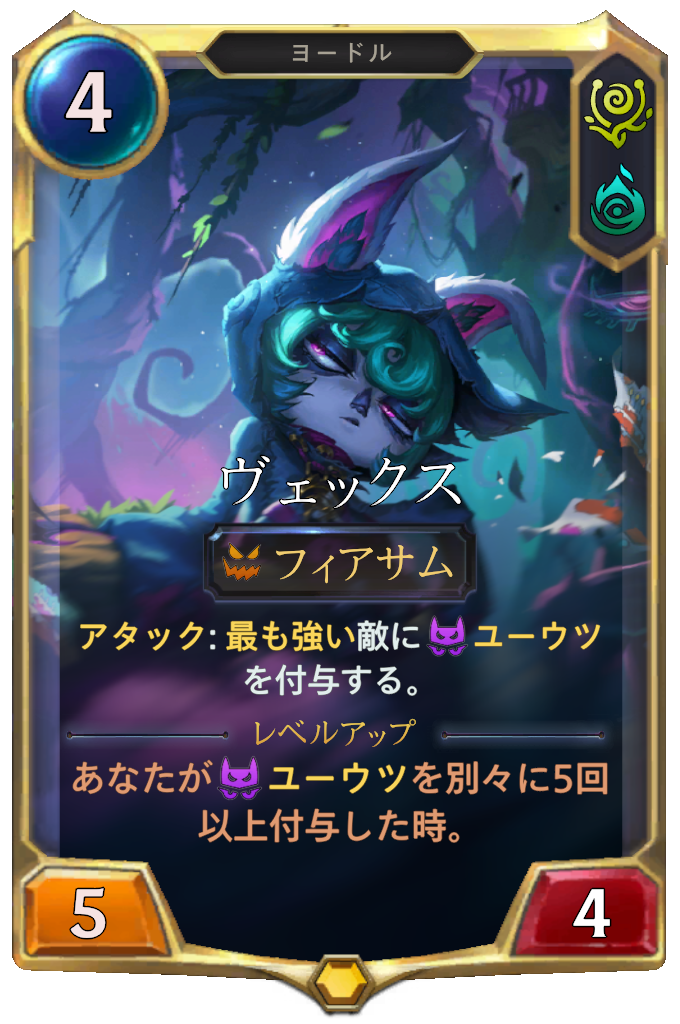 ヨードル
4
ヴェックス
フィアサム
アタック: 最も強い敵にユーウツ
を付与する。
レベルアップ
あなたがユーウツを別々に5回
以上付与した時。
5
4